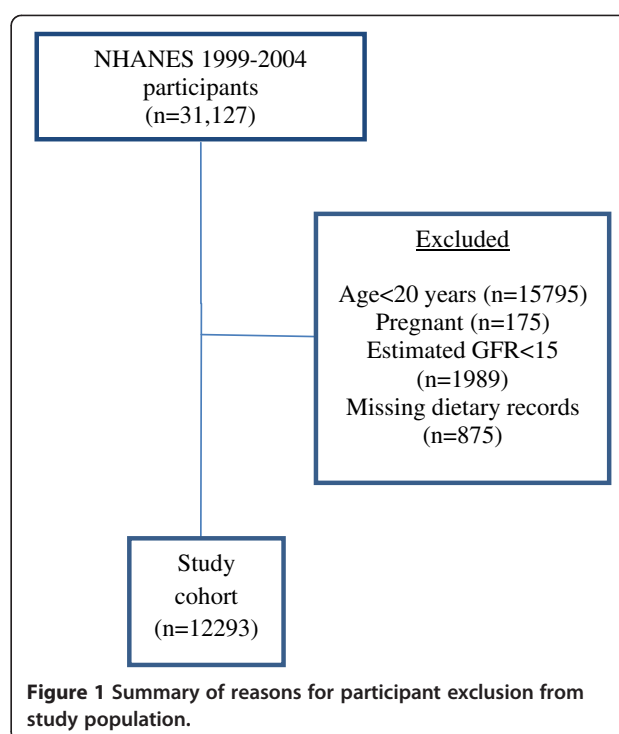 NHANES 1999-2004
participants
(n=31,127)
Excluded
Age<20 years (n=15795)
Pregnant (n=175)
Estimated GFR<15
(n=1989)
Missing dietary records
(n=875)
Study
cohort
(n=12293)
Figure 1 Summary of reasons for participant exclusion from
study population.